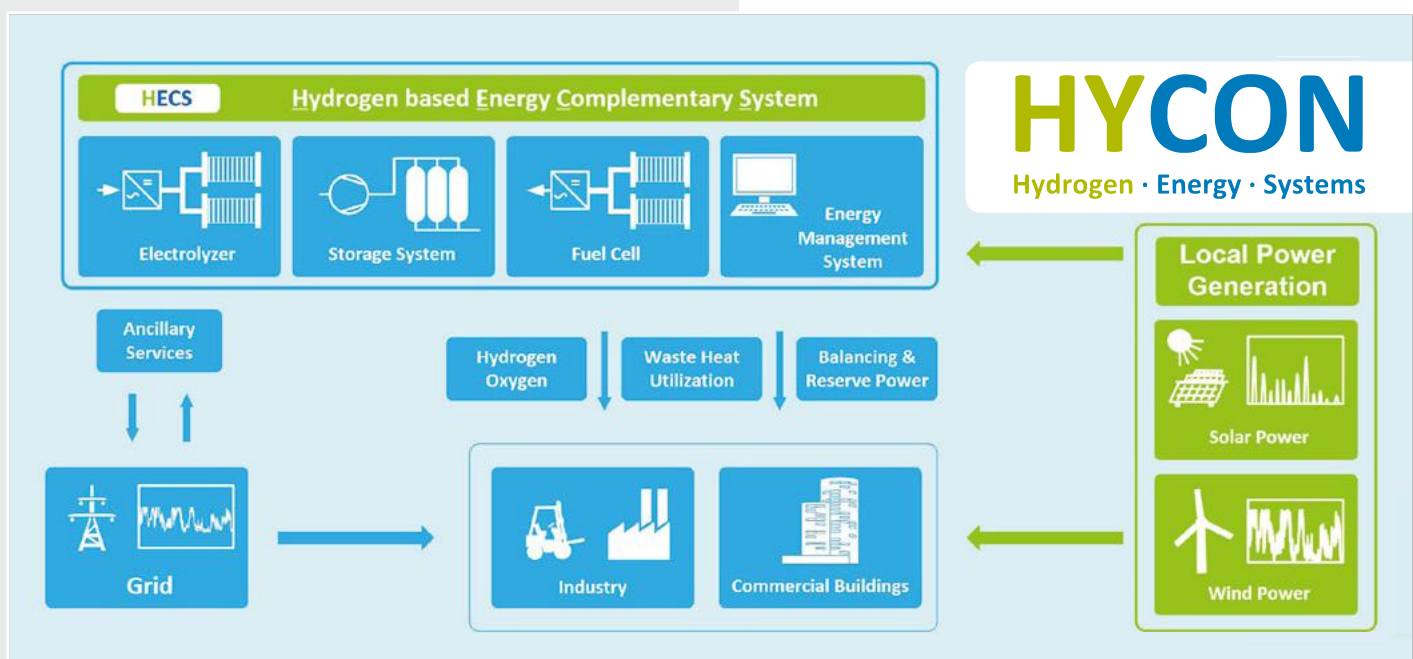 HECS
Hydrogen based Energy Complementary System
HYCON
Hydrogen · Energy · Systems
Electrolyzer
Storage System
Fuel Cell
Energy
Management
System
Local Power
Generation
Ancillary
Services
Hydrogen
Oxygen
Waste Heat
Utilization
Balancing &
Reserve Power
Solar Power
Grid
Industry
Commercial Buildings
Wind Power